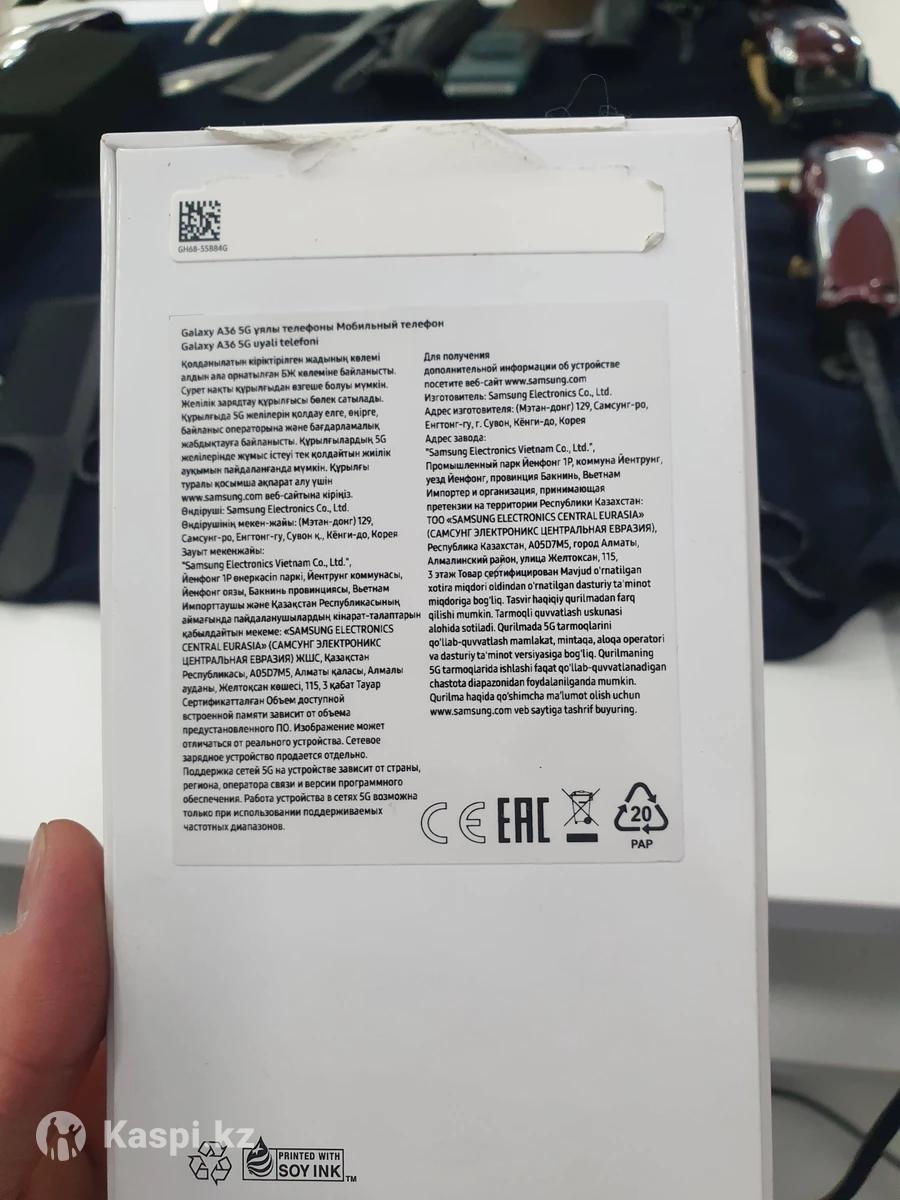 GH68-55884G
Galaxy A36 5G ұялы телефоны Мобильный телефон
Galaxy A36 5G uyali telefoni
Қолданылатын кіріктірілген жадының көлемі
алдын ала орнатылған БЖ көлеміне байланысты.
Сурет нақты құрылғыдан өзгеше болуы мүмкін.
Желілік зарядтау құрылғысы бөлек сатылады.
Құрылғыда 5G желілерін қолдау елге, өңірге,
байланыс операторына және бағдарламалық
жабдықтауға байланысты. Құрылғылардың 5G
желілерінде жұмыс істеуі тек қолдайтын жиілік
ауқымын пайдаланғанда мүмкін. Құрылғы
туралы қосымша ақпарат алу үшін
www.samsung.com веб-сайтына кіріңіз.
Өндіруші: Samsung Electronics Co., Ltd.
Өндірушінің мекен-жайы: (Мэтан-донг) 129,
Самсунг-ро, Енгтонг-гу, Сувон қ., Кёнги-до, Корея
Зауыт мекенжайы:
"Samsung Electronics Vietnam Co., Ltd.",
Йенфонг 1Р өнеркәсіп паркі, Йентрунг коммунасы,
Йенфонг оязы, Бакнинь провинциясы, Вьетнам
Импорттаушы және Қазақстан Республикасының
аймағында пайдаланушылардың кінарат-талаптарын
қабылдайтын мекеме: «SAMSUNG ELECTRONICS
CENTRAL EURASIA» (САМСУНГ ЭЛЕКТРОНИКС
ЦЕНТРАЛЬНАЯ ЕВРАЗИЯ) ЖШС, Қазақстан
Республикасы, A05D7M5, Алматы қаласы, Алмалы
ауданы, Желтоқсан көшесі, 115, 3 қабат Тауар
Сертификатталған Объем доступной
встроенной памяти зависит от объема
предустановленного ПО. Изображение может
отличаться от реального устройства. Сетевое
зарядное устройство продается отдельно.
Поддержка сетей 5G на устройстве зависит от страны,
региона, оператора связи и версии программного
обеспечения. Работа устройства в сетях 5G возможна
только при использовании поддерживаемых
частотных диапазонов.
Для получения
дополнительной информации об устройстве
посетите веб-сайт www.samsung.com
Изготовитель: Samsung Electronics Co., Ltd.
Адрес изготовителя: (Мэтан-донг) 129, Самсунг-ро,
Енгтонг-гу, г. Сувон, Кёнги-до, Корея
Адрес завода:
"Samsung Electronics Vietnam Co., Ltd.",
Промышленный парк Йенфонг 1Р, коммуна Йентрунг,
уезд Йенфонг, провинция Бакнинь, Вьетнам
Импортер и организация, принимающая
претензии на территории Республики Казахстан:
ТОО «SAMSUNG ELECTRONICS CENTRAL EURASIA»
(САМСУНГ ЭЛЕКТРОНИКС ЦЕНТРАЛЬНАЯ ЕВРАЗИЯ),
Республика Казахстан, A05D7M5, город Алматы,
Алмалинский район, улица Желтоксан, 115,
3 этаж Товар сертифицирован Mavjud o'rnatilgan
xotira miqdori oldindan o'rnatilgan dasturiy ta'minot
miqdoriga bog'liq. Tasvir haqiqiy qurilmadan farq
qilishi mumkin. Tarmoqli quvvatlash uskunasi
alohida sotiladi. Qurilmada 5G tarmoqlarini
qo'llab-quvvatlash mamlakat, mintaqa, aloqa operatori
va dasturiy ta'minot versiyasiga bog'liq. Qurilmaning
5G tarmoqlarida ishlashi faqat qo'llab-quvvatlanadigan
chastota diapazonidan foydalanilganda mumkin.
Qurilma haqida qo'shimcha ma'lumot olish uchun
www.samsung.com veb saytiga tashrif buyuring.
CE EAC 20
PAP
Kaspi.kz
PRINTED WITH
SOY INK TM